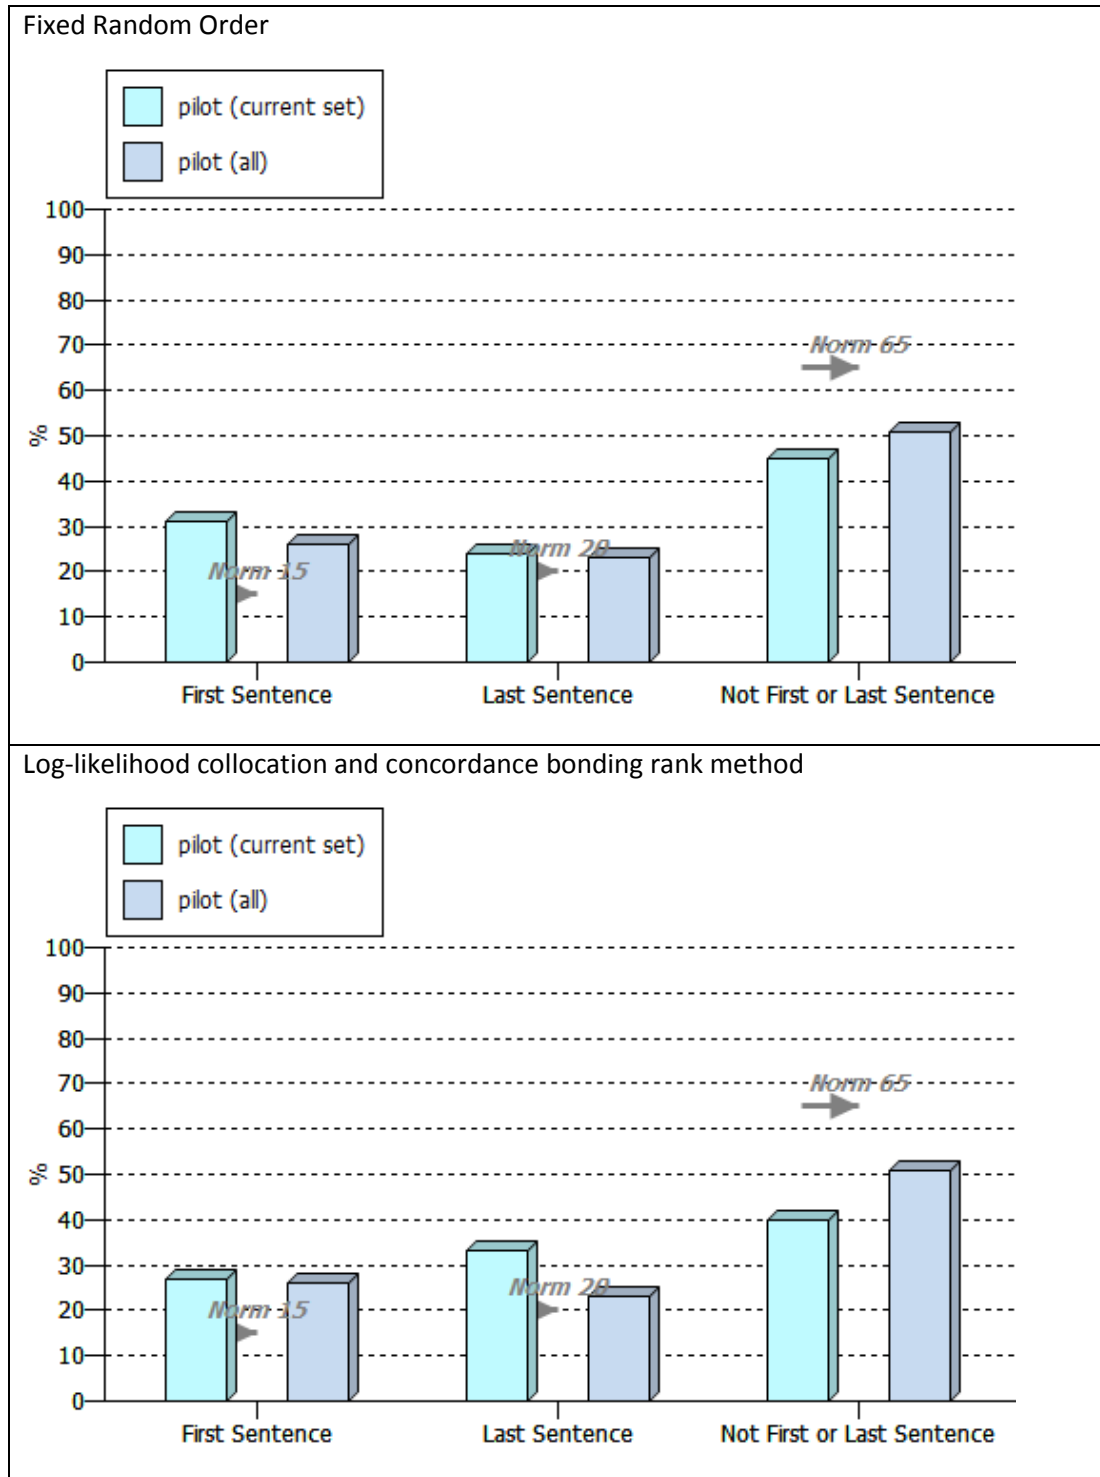 Fixed Random Order
pilot (current set)
pilot (all)
100
90
80
70
60
50
40
30
20
10
0
%
Norm 15
Norm 20
Norm 65
First Sentence
Last Sentence
Not First or Last Sentence
Log-likelihood collocation and concordance bonding rank method
pilot (current set)
pilot (all)
100
90
80
70
60
50
40
30
20
10
0
%
Norm 15
Norm 20
Norm 65
First Sentence
Last Sentence
Not First or Last Sentence